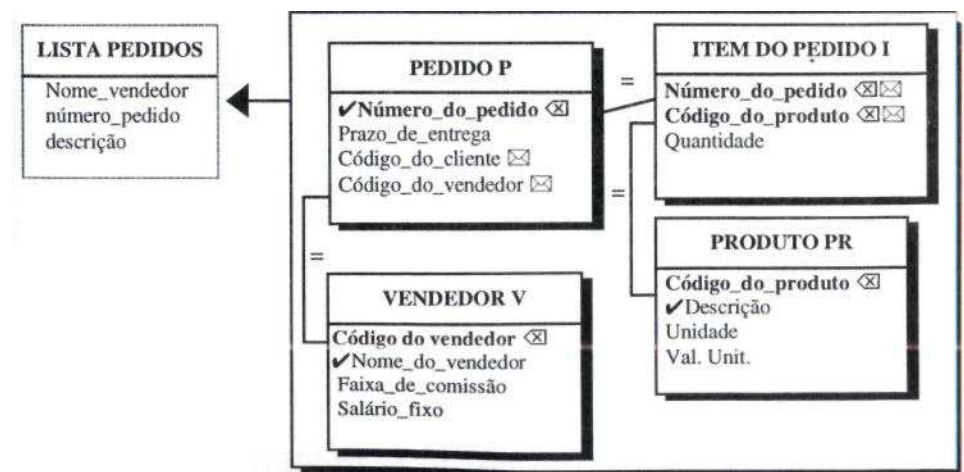 LISTA PEDIDOS
Nome_vendedor
número_pedido
descrição
PEDIDO P
✔Número_do_pedido ⌫
Prazo_de_entrega
Código_do_cliente ✉
Código_do_vendedor ✉
=
ITEM DO PEDIDO I
Número_do_pedido ⌫✉
Código_do_produto ⌫✉
Quantidade
=
=
VENDEDOR V
Código do vendedor ⌫
✔Nome_do_vendedor
Faixa_de_comissão
Salário_fixo
PRODUTO PR
Código_do_produto ⌫
✔Descrição
Unidade
Val. Unit.